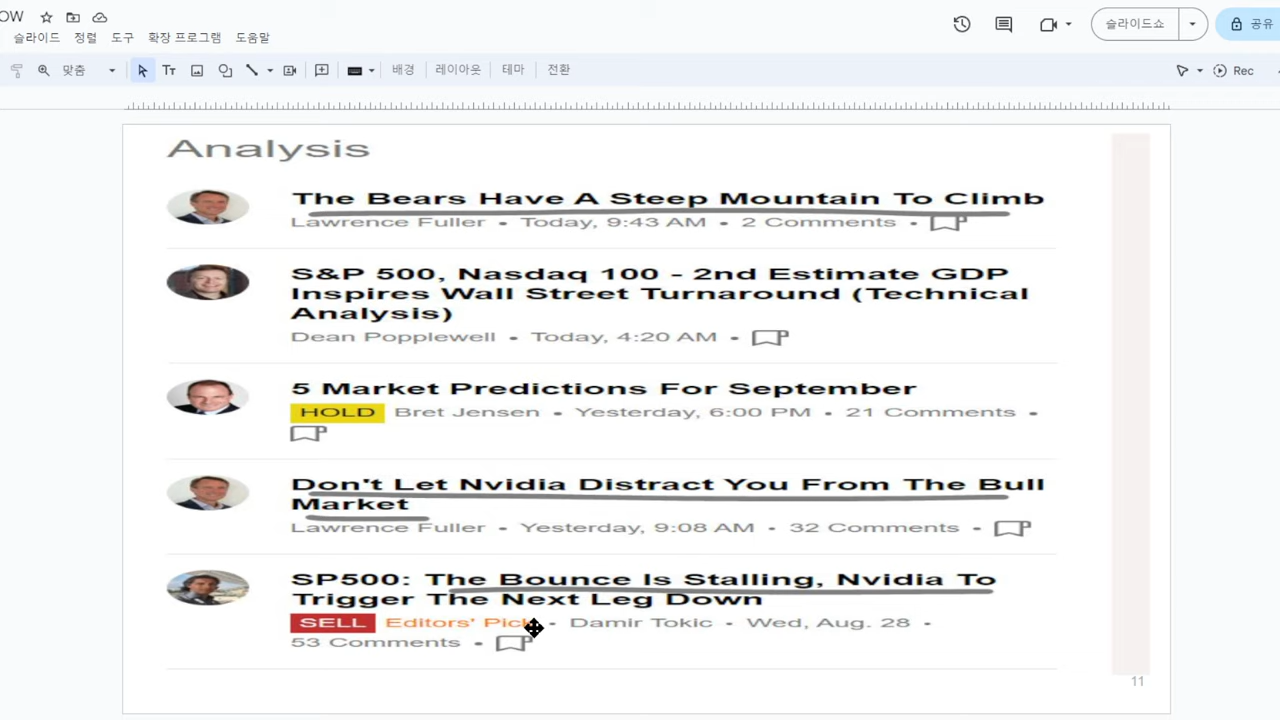 OW
슬라이드 정렬 도구 확장 프로그램 도움말
슬라이드쇼
공유
맞춤
Tт
배경
레이아웃
테마
전환
Rec
Analysis
The Bears Have A Steep Mountain To Climb
Lawrence Fuller • Today, 9:43 AM • 2 Comments •
S&P 500, Nasdaq 100 - 2nd Estimate GDP
Inspires Wall Street Turnaround (Technical
Analysis)
Dean Popplewell • Today, 4:20 AM •
5 Market Predictions For September
HOLD Bret Jensen • Yesterday, 6:00 PM • 21 Comments •
Don't Let Nvidia Distract You From The Bull
Market
Lawrence Fuller • Yesterday, 9:08 AM • 32 Comments •
SP500: The Bounce Is Stalling, Nvidia To
Trigger The Next Leg Down
SELL Editors' Pick • Damir Tokic • Wed, Aug. 28 •
53 Comments •
11